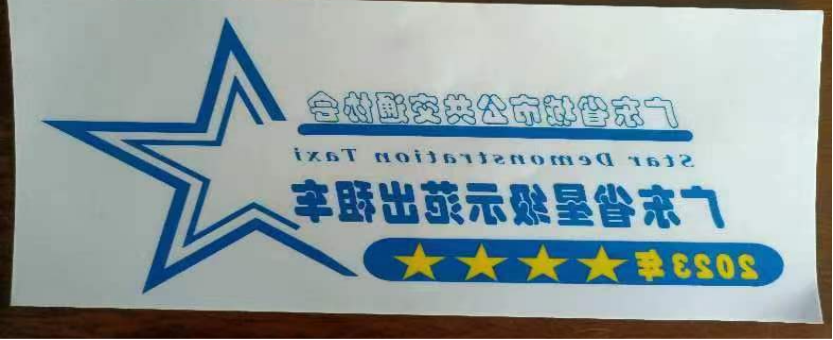 广东省城市公共交通协会
Star Demonstration Taxi
广东省星级示范出租车
2023年